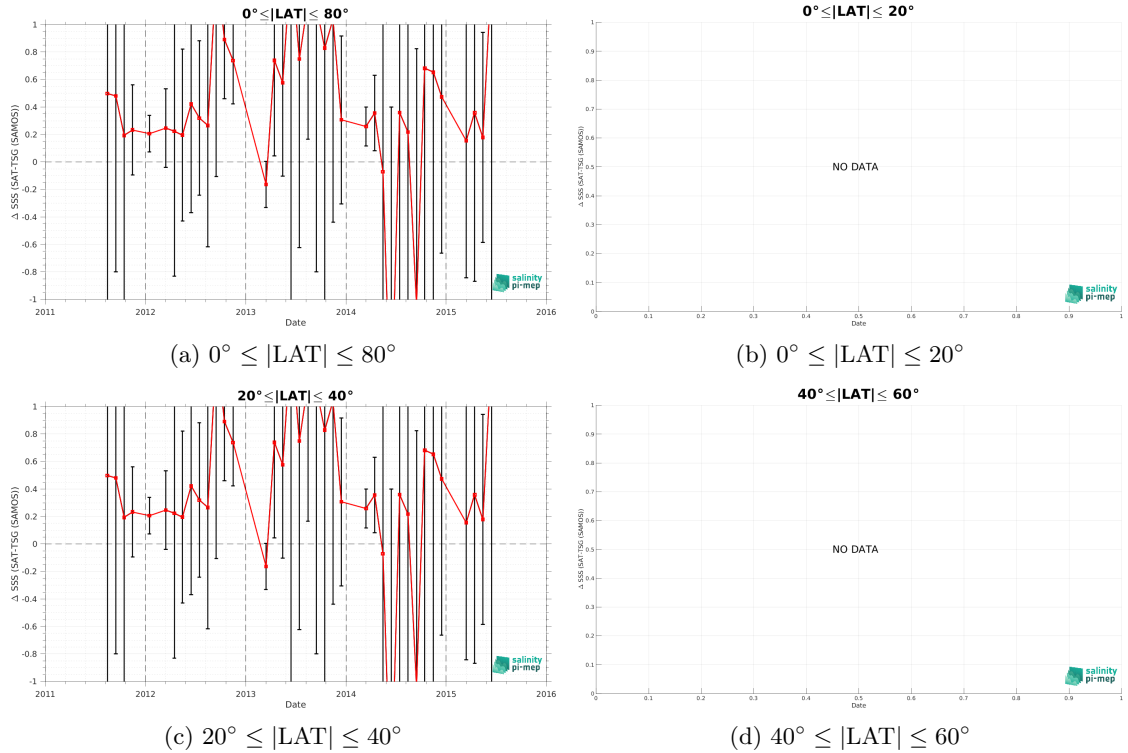 0°≤|LAT|≤ 80°
Δ SSS (SAT-TSG (SAMOS))
1
0.8
0.6
0.4
0.2
0
-0.2
-0.4
-0.6
-0.8
-1
2011 2012 2013 2014 2015 2016
Date
salinity
pi-mep
(a) 0° ≤ |LAT| ≤ 80°
0°≤|LAT|≤ 20°
Δ SSS (SAT-TSG (SAMOS))
1
0.9
0.8
0.7
0.6
0.5
0.4
0.3
0.2
0.1
0
NO DATA
0 0.1 0.2 0.3 0.4 0.5 0.6 0.7 0.8 0.9 1
Date
salinity
pi-mep
(b) 0° ≤ |LAT| ≤ 20°
20°≤|LAT|≤ 40°
Δ SSS (SAT-TSG (SAMOS))
1
0.8
0.6
0.4
0.2
0
-0.2
-0.4
-0.6
-0.8
-1
2011 2012 2013 2014 2015 2016
Date
salinity
pi-mep
(c) 20° ≤ |LAT| ≤ 40°
40°≤|LAT|≤ 60°
Δ SSS (SAT-TSG (SAMOS))
1
0.9
0.8
0.7
0.6
0.5
0.4
0.3
0.2
0.1
0
NO DATA
0 0.1 0.2 0.3 0.4 0.5 0.6 0.7 0.8 0.9 1
Date
salinity
pi-mep
(d) 40° ≤ |LAT| ≤ 60°